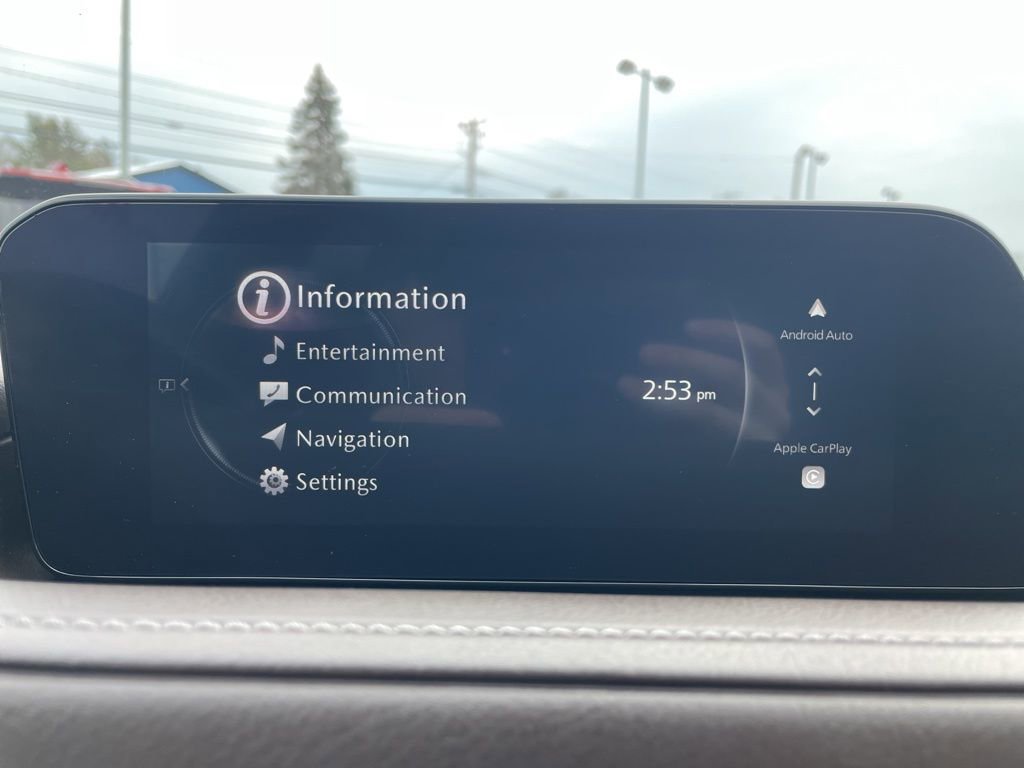 Information
Entertainment
Communication
Navigation
Settings
2:53 pm
Android Auto
Apple CarPlay